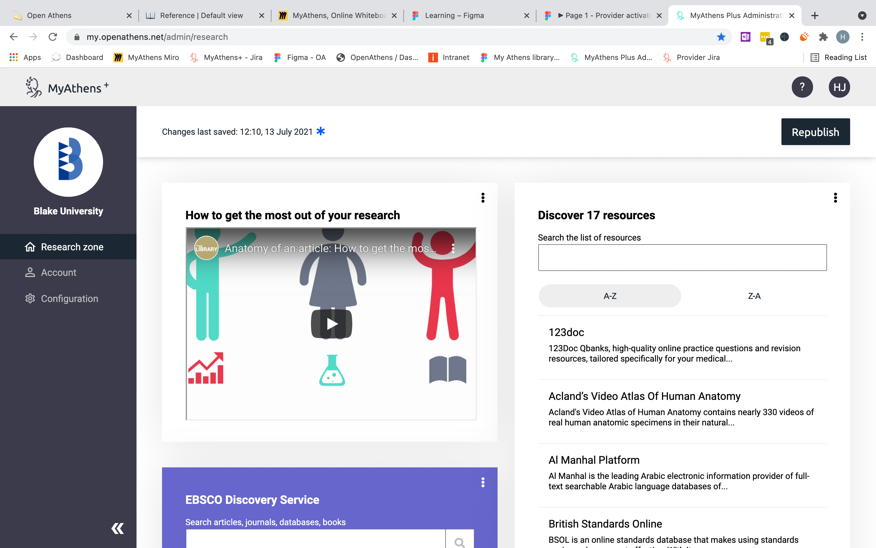 Open Athens
Reference | Default view
MyAthens, Online Whiteboa
Learning – Figma
Page 1 - Provider activa
MyAthens Plus Administrat
my.openathens.net/admin/research
Apps
Dashboard
MyAthens Miro
MyAthens+ - Jira
Figma - OA
OpenAthens / Das...
Intranet
My Athens library...
MyAthens Plus Ad...
Provider Jira
Reading List
MyAthens +
?
HJ
Blake University
Research zone
Account
Configuration
Changes last saved: 12:10, 13 July 2021 *
Republish
How to get the most out of your research
LIBRARY
Anatomy of an article: How to get the mos...
EBSCO Discovery Service
Search articles, journals, databases, books
Discover 17 resources
Search the list of resources
A-Z
Z-A
123doc
123Doc Qbanks, high-quality online practice questions and revision
resources, tailored specifically for your medical...
Acland's Video Atlas Of Human Anatomy
Acland's Video Atlas of Human Anatomy contains nearly 330 videos of
real human anatomic specimens in their natural...
Al Manhal Platform
Al Manhal is the leading Arabic electronic information provider of full-
text searchable Arabic language databases of...
British Standards Online
BSOL is an online standards database that makes using standards